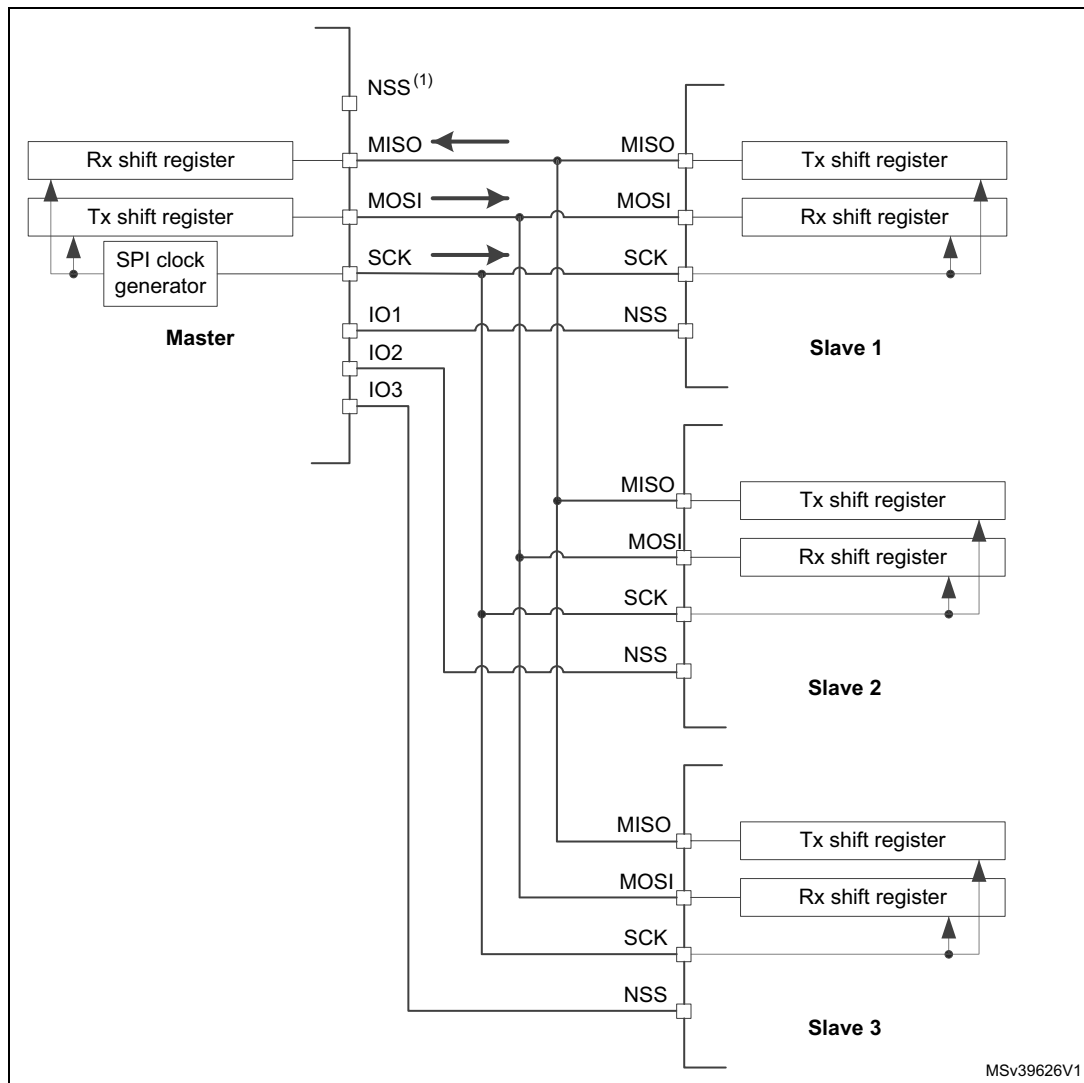 NSS(1)
MISO
MOSI
SCK
IO1
IO2
IO3
Rx shift register
Tx shift register
SPI clock
generator
Master
MISO
MOSI
SCK
NSS
Tx shift register
Rx shift register
Slave 1
MISO
MOSI
SCK
NSS
Tx shift register
Rx shift register
Slave 2
MISO
MOSI
SCK
NSS
Tx shift register
Rx shift register
Slave 3
MSv39626V1